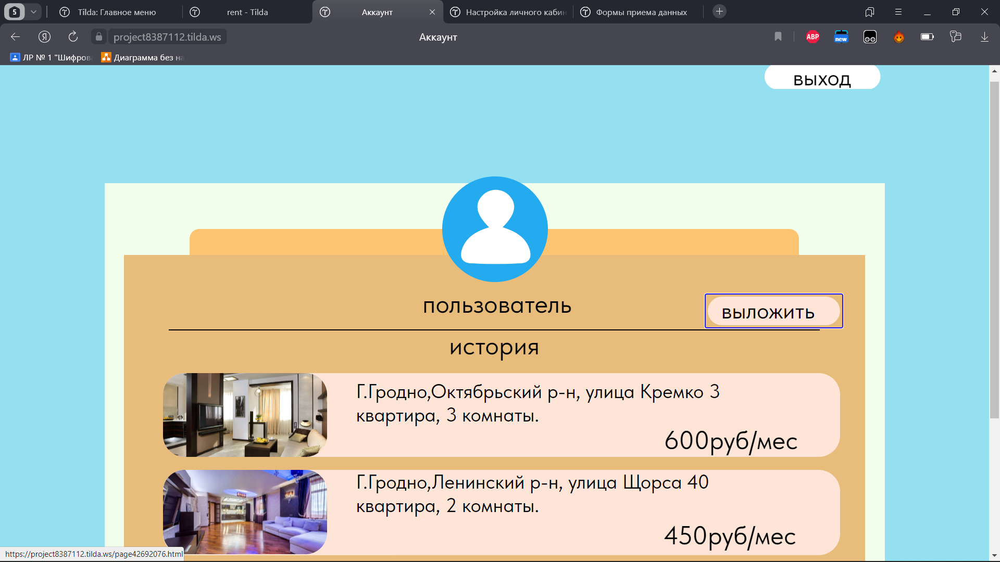 5
Tilda: Главное меню
rent - Tilda
Аккаунт
Настройка личного кабин
Формы приема данных
project8387112.tilda.ws
Аккаунт
ABP
new
ЛР № 1 "Шифров
Диаграмма без на
выход
пользователь
выложить
история
Г.Гродно,Октябрьский р-н, улица Кремко 3
квартира, 3 комнаты.
600руб/мес
Г.Гродно,Ленинский р-н, улица Щорса 40
квартира, 2 комнаты.
450руб/мес
https://project8387112.tilda.ws/page42692076.html